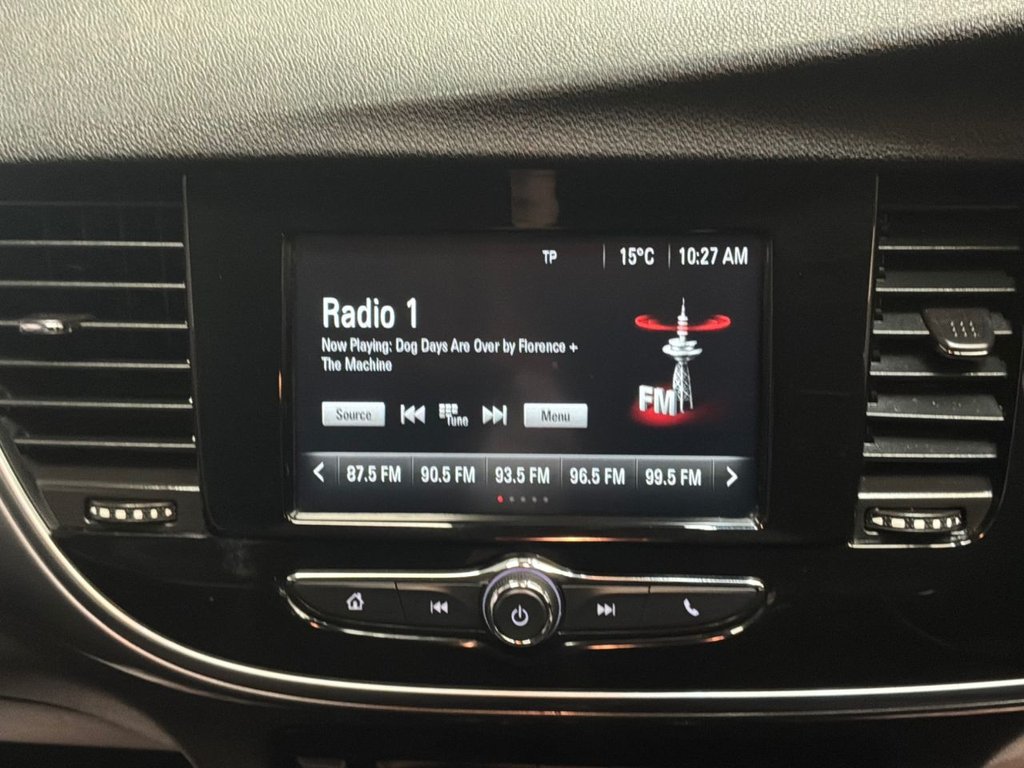 TP 15°C 10:27 AM
Radio 1
Now Playing: Dog Days Are Over by Florence +
The Machine
FM
Source Tune Menu
87.5 FM 90.5 FM 93.5 FM 96.5 FM 99.5 FM